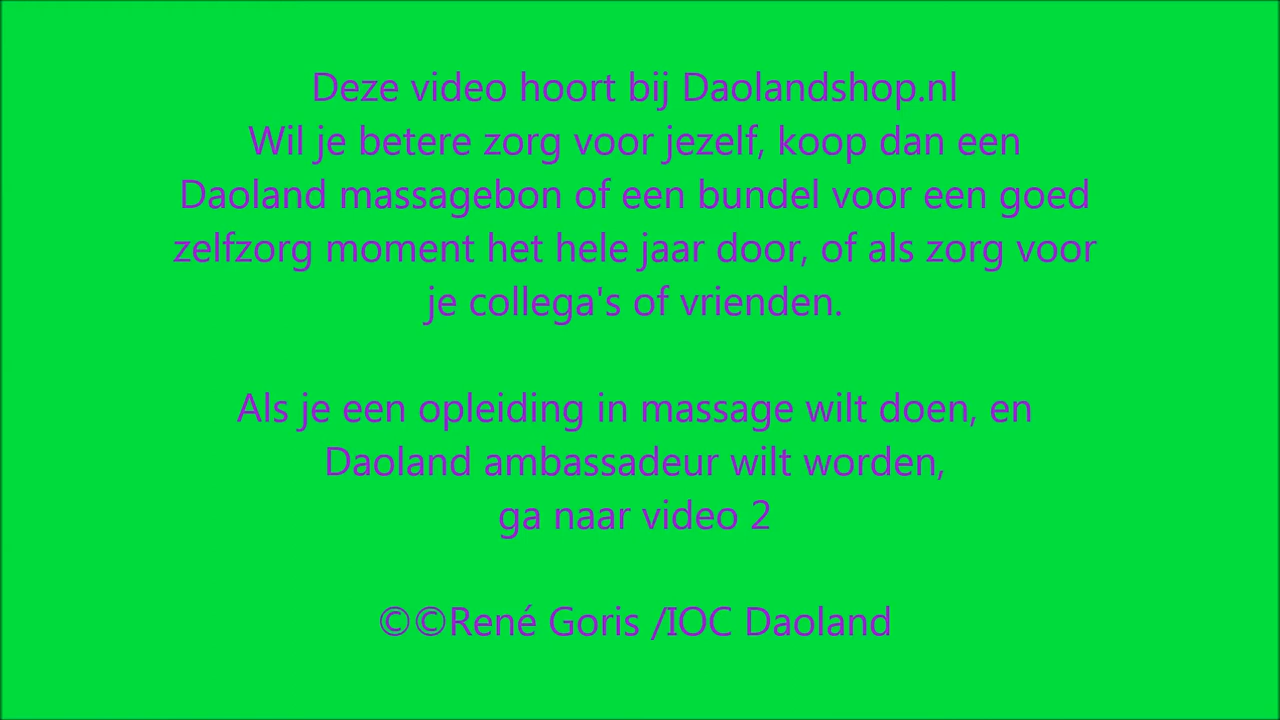 Deze video hoort bij Daolandshop.nl
Wil je betere zorg voor jezelf, koop dan een
Daoland massagebon of een bundel voor een goed
zelfzorg moment het hele jaar door, of als zorg voor
je collega's of vrienden.
Als je een opleiding in massage wilt doen, en
Daoland ambassadeur wilt worden,
ga naar video 2
©©René Goris /IOC Daoland